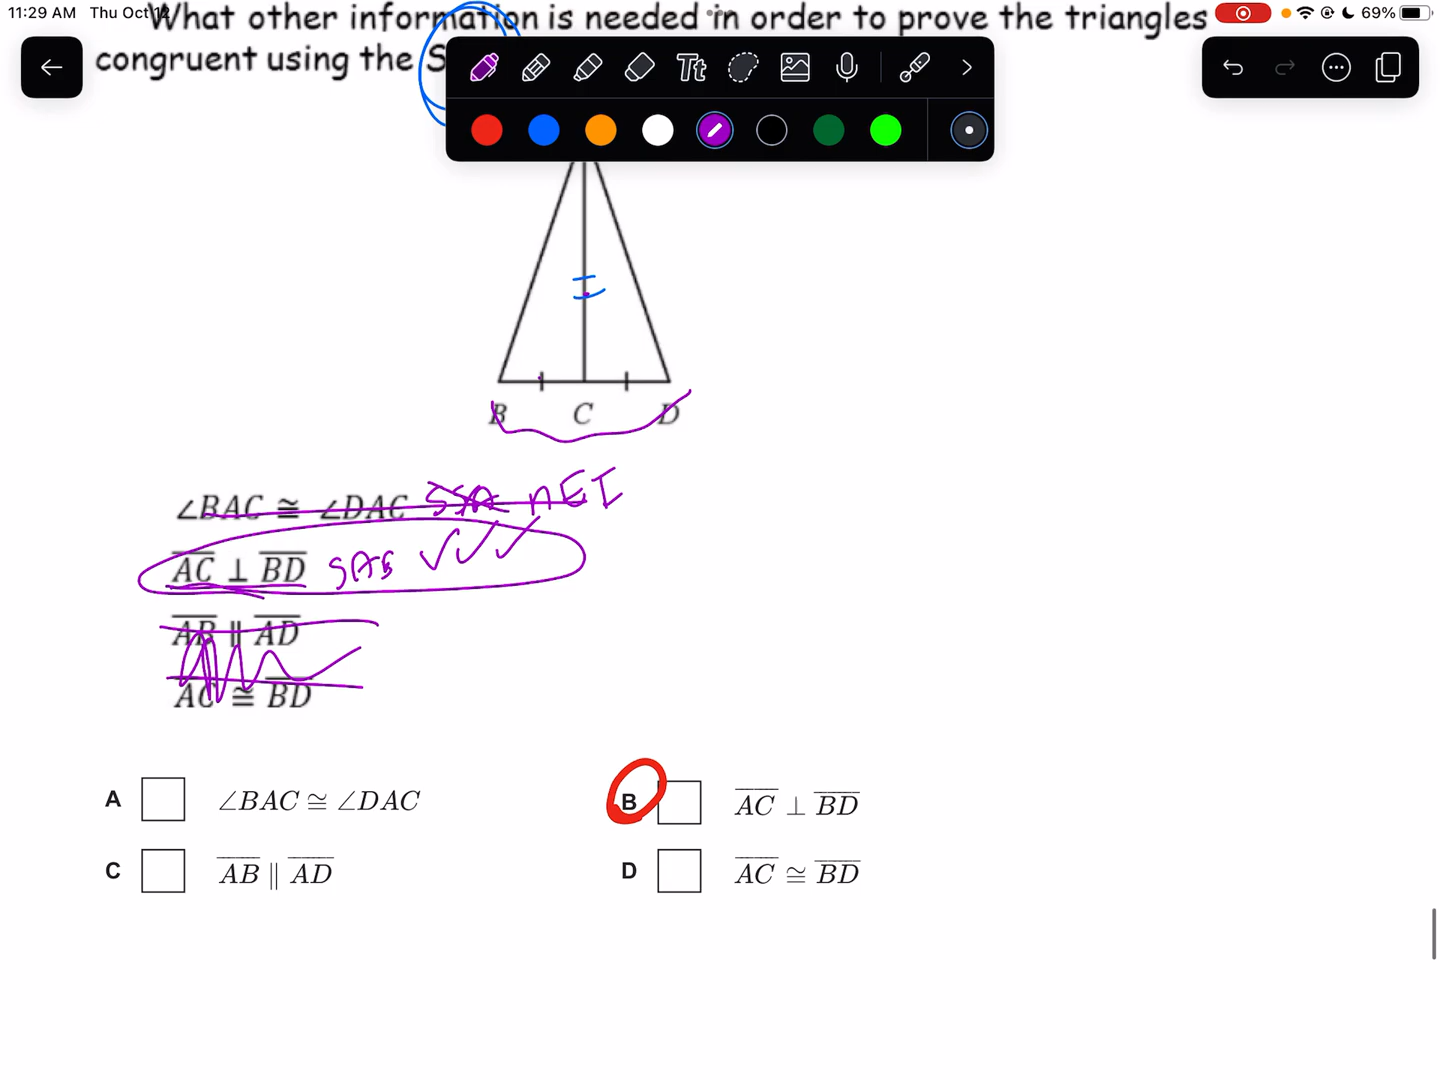 11:29 AM Thu Oct 12 69%
What other information is needed in order to prove the triangles
congruent using the S
Tt
B C D
∠BAC ≅ ∠DAC SSA nEI
AC ⊥ BD SAS
AB ∥ AD
AC ≅ BD
A ∠BAC ≅ ∠DAC B AC ⊥ BD
C AB ∥ AD D AC ≅ BD